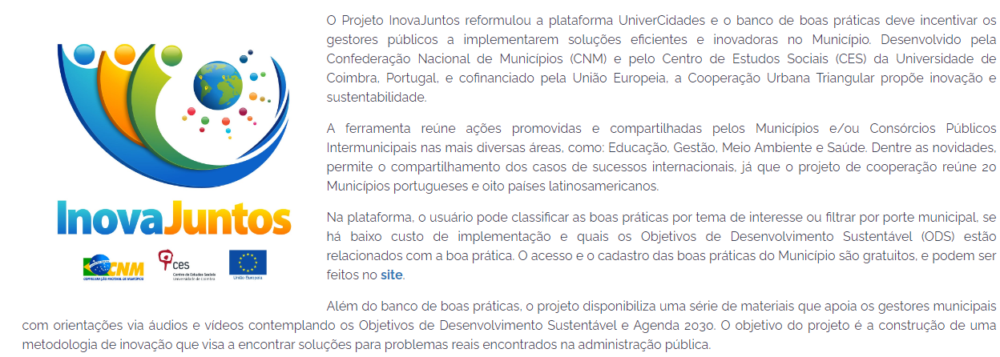 O Projeto InovaJuntos reformulou a plataforma UniverCidades e o banco de boas práticas deve incentivar os
gestores públicos a implementarem soluções eficientes e inovadoras no Município. Desenvolvido pela
Confederação Nacional de Municípios (CNM) e pelo Centro de Estudos Sociais (CES) da Universidade de
Coimbra, Portugal, e cofinanciado pela União Europeia, a Cooperação Urbana Triangular propõe inovação e
sustentabilidade.
A ferramenta reúne ações promovidas e compartilhadas pelos Municípios e/ou Consórcios Públicos
Intermunicipais nas mais diversas áreas, como: Educação, Gestão, Meio Ambiente e Saúde. Dentre as novidades,
permite o compartilhamento dos casos de sucessos internacionais, já que o projeto de cooperação reúne 20
Municípios portugueses e oito países latinosamericanos.
Na plataforma, o usuário pode classificar as boas práticas por tema de interesse ou filtrar por porte municipal, se
há baixo custo de implementação e quais os Objetivos de Desenvolvimento Sustentável (ODS) estão
relacionados com a boa prática. O acesso e o cadastro das boas práticas do Município são gratuitos, e podem ser
feitos no site.
Além do banco de boas práticas, o projeto disponibiliza uma série de materiais que apoia os gestores municipais
com orientações via áudios e vídeos contemplando os Objetivos de Desenvolvimento Sustentável e Agenda 2030. O objetivo do projeto é a construção de uma
metodologia de inovação que visa a encontrar soluções para problemas reais encontrados na administração pública.
InovaJuntos
CNM
CONFEDERAÇÃO NACIONAL DE MUNICÍPIOS
ces
Centro de Estudos Sociais
Universidade de Coimbra
União Europeia